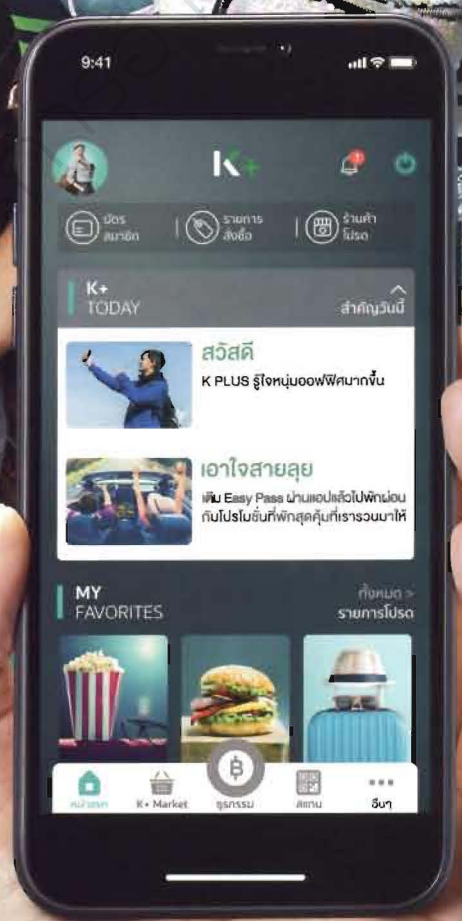 9:41
K+
1
บัตร
สมาชิก
รายการ
สั่งซื้อ
ร้านค้า
โปรด
K+
TODAY
สำคัญวันนี้
สวัสดี
K PLUS รู้ใจหนุ่มออฟฟิศมากขึ้น
เอาใจสายลุย
เติม Easy Pass ผ่านแอปแล้วไปพักผ่อน
กับโปรโมชั่นที่พักสุดคุ้มที่เรารวนมาให้
MY
FAVORITES
ทั้งหมด >
รายการโปรด
หน้าแรก
K+ Market
ธุรกรรม
สแกน
อื่นๆ